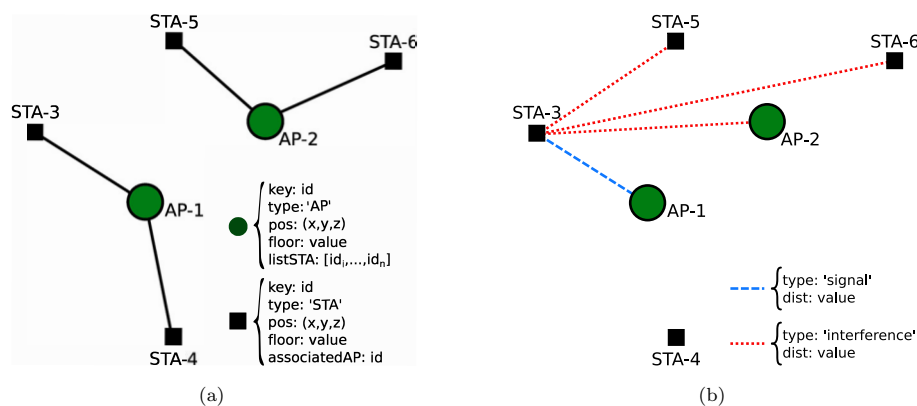 STA-5
STA-6
STA-3
AP-2
AP-1
key: id
type:'AP'
pos: (x,y,z)
floor: value
listSTA: [idi,...,idn]
key: id
type:'STA'
pos: (x,y,z)
floor: value
associatedAP: id
STA-4
(a)
STA-5
STA-6
STA-3
AP-2
AP-1
type: 'signal'
dist: value
type: 'interference'
dist: value
STA-4
(b)